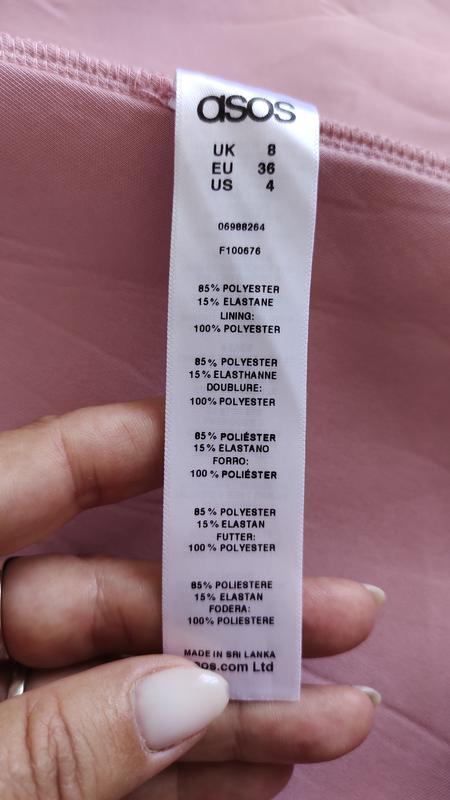 asos
UK 8
EU 36
US 4
06988264
F100676
85% POLYESTER
15% ELASTANE
LINING:
100% POLYESTER
85% POLYESTER
15% ELASTHANNE
DOUBLURE:
100% POLYESTER
85% POLIÉSTER
15% ELASTANO
FORRO:
100% POLIÉSTER
85% POLYESTER
15% ELASTAN
FUTTER:
100% POLYESTER
85% POLIESTERE
15% ELASTAN
FODERA:
100% POLIESTERE
MADE IN SRI LANKA
os.com Ltd